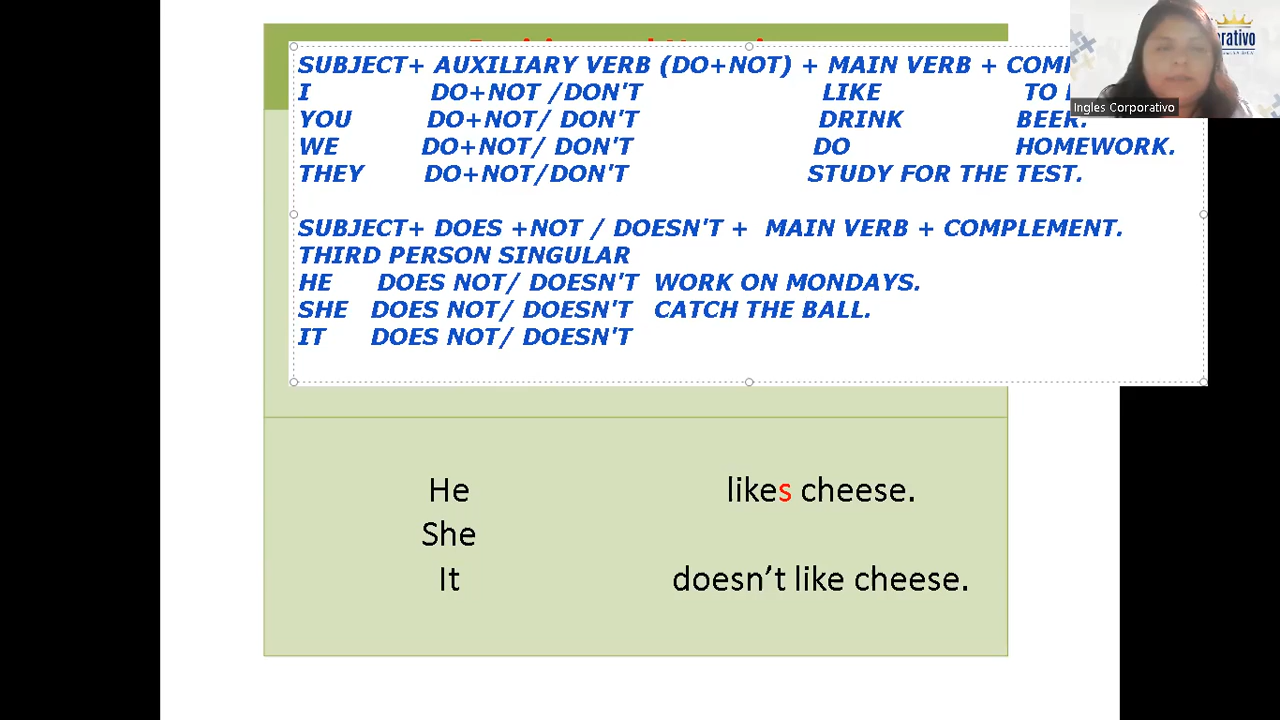 SUBJECT+ AUXILIARY VERB (DO+NOT) + MAIN VERB +
I DO+NOT /DON'T LIKE TO
YOU DO+NOT/ DON'T DRINK BEER.
WE DO+NOT/ DON'T DO HOMEWORK.
THEY DO+NOT/DON'T STUDY FOR THE TEST.
SUBJECT+ DOES +NOT / DOESN'T + MAIN VERB + COMPLEMENT.
THIRD PERSON SINGULAR
HE DOES NOT/ DOESN'T WORK ON MONDAYS.
SHE DOES NOT/ DOESN'T CATCH THE BALL.
IT DOES NOT/ DOESN'T
Ingles Corporativo
He likes cheese.
She
It doesn't like cheese.